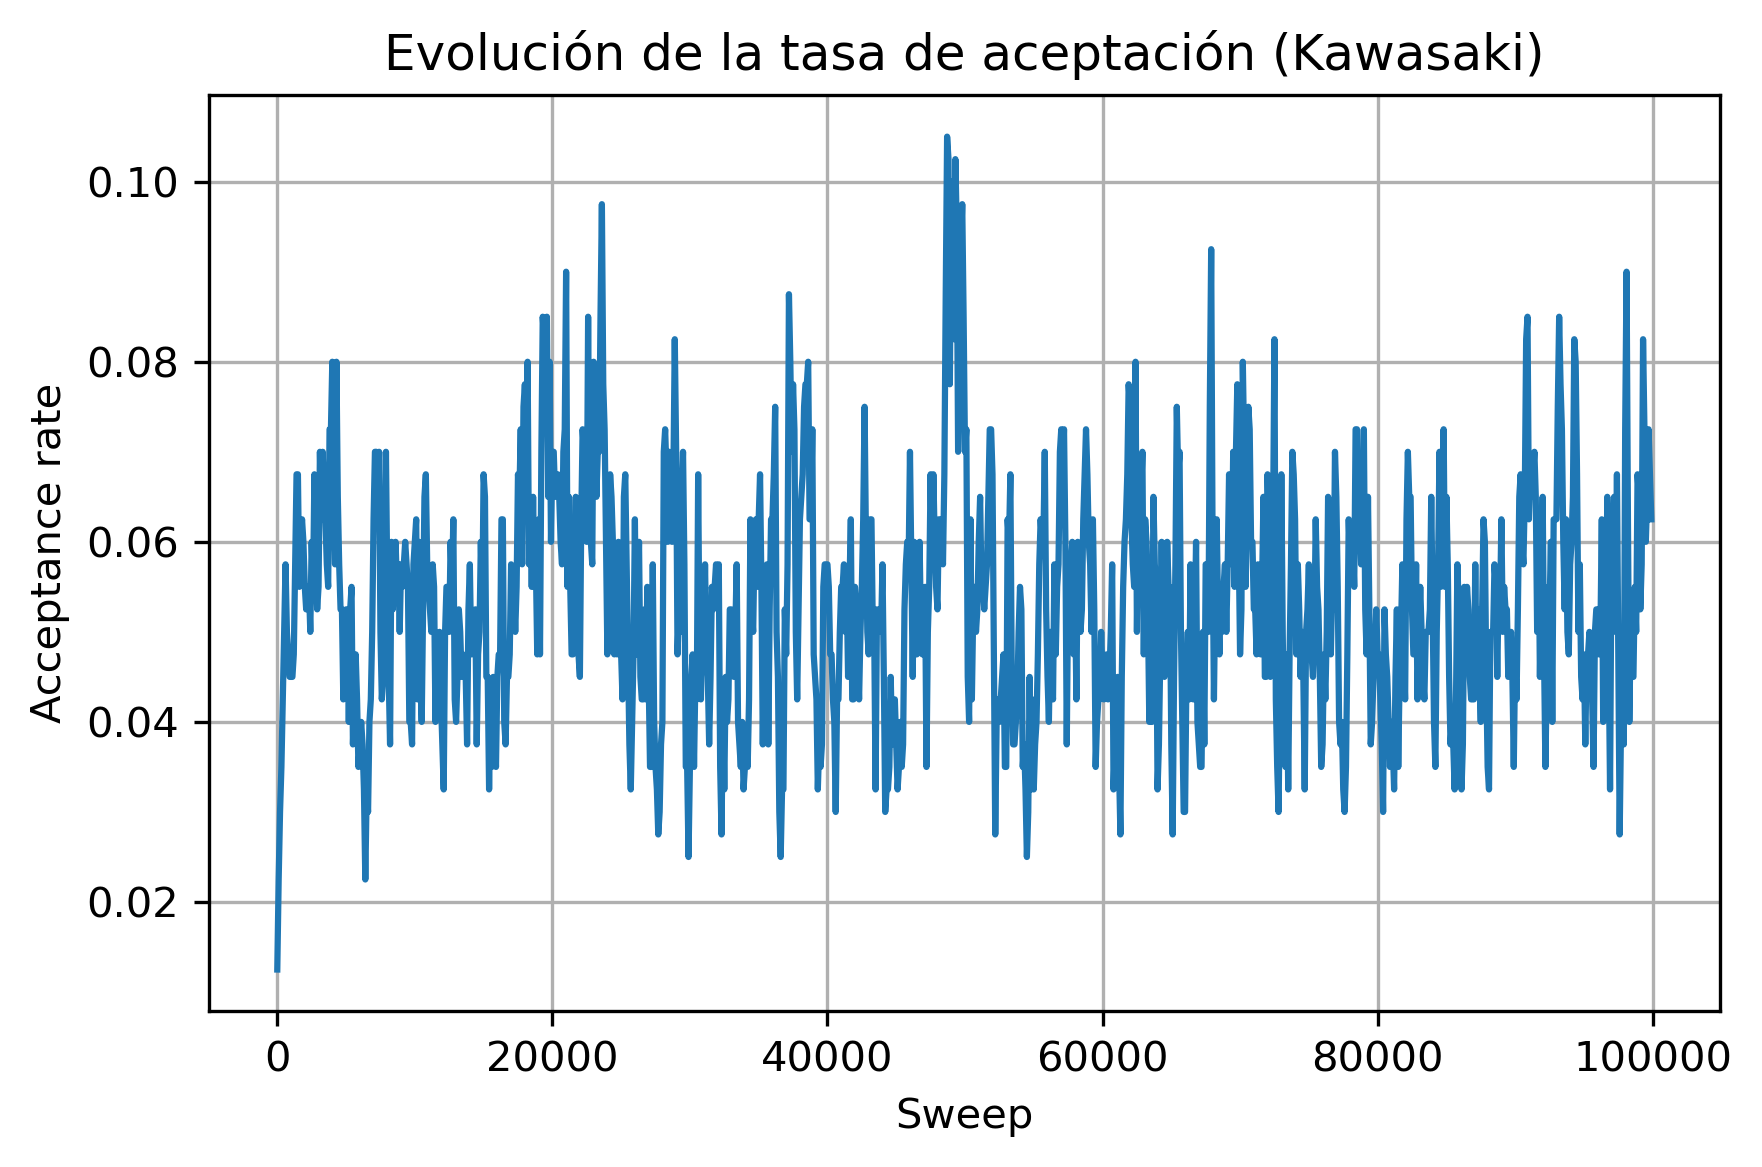 Evolución de la tasa de aceptación (Kawasaki)
0.10
0.08
0.06
0.04
0.02
Acceptance rate
0 20000 40000 60000 80000 100000
Sweep